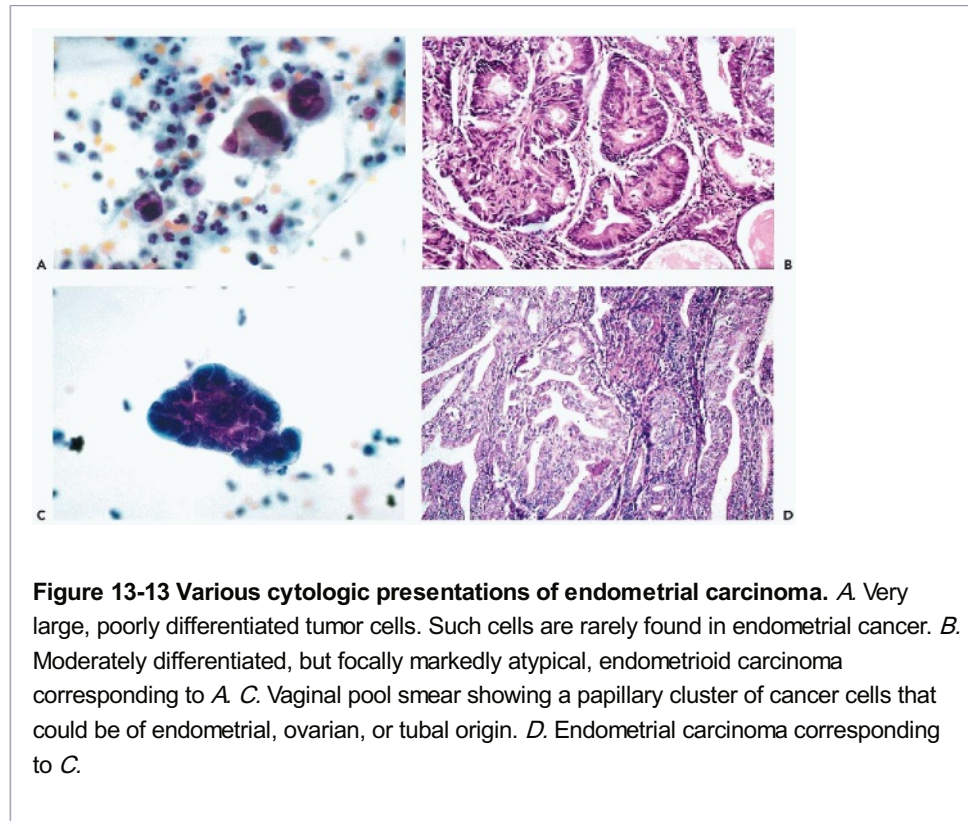 A
B
C
D
Figure 13-13 Various cytologic presentations of endometrial carcinoma. A. Very
large, poorly differentiated tumor cells. Such cells are rarely found in endometrial cancer. B.
Moderately differentiated, but focally markedly atypical, endometrioid carcinoma
corresponding to A. C. Vaginal pool smear showing a papillary cluster of cancer cells that
could be of endometrial, ovarian, or tubal origin. D. Endometrial carcinoma corresponding
to C.